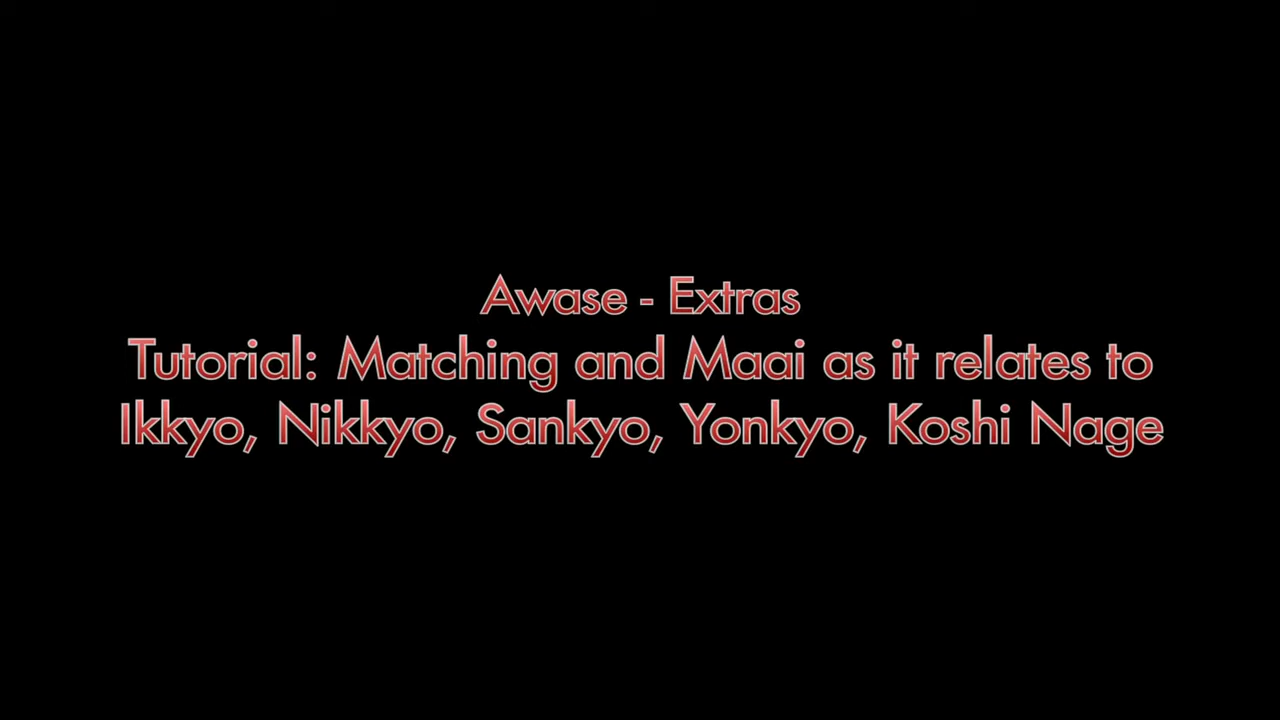 Awase - Extras
Tutorial: Matching and Maai as it relates to
Ikkyo, Nikkyo, Sankyo, Yonkyo, Koshi Nage